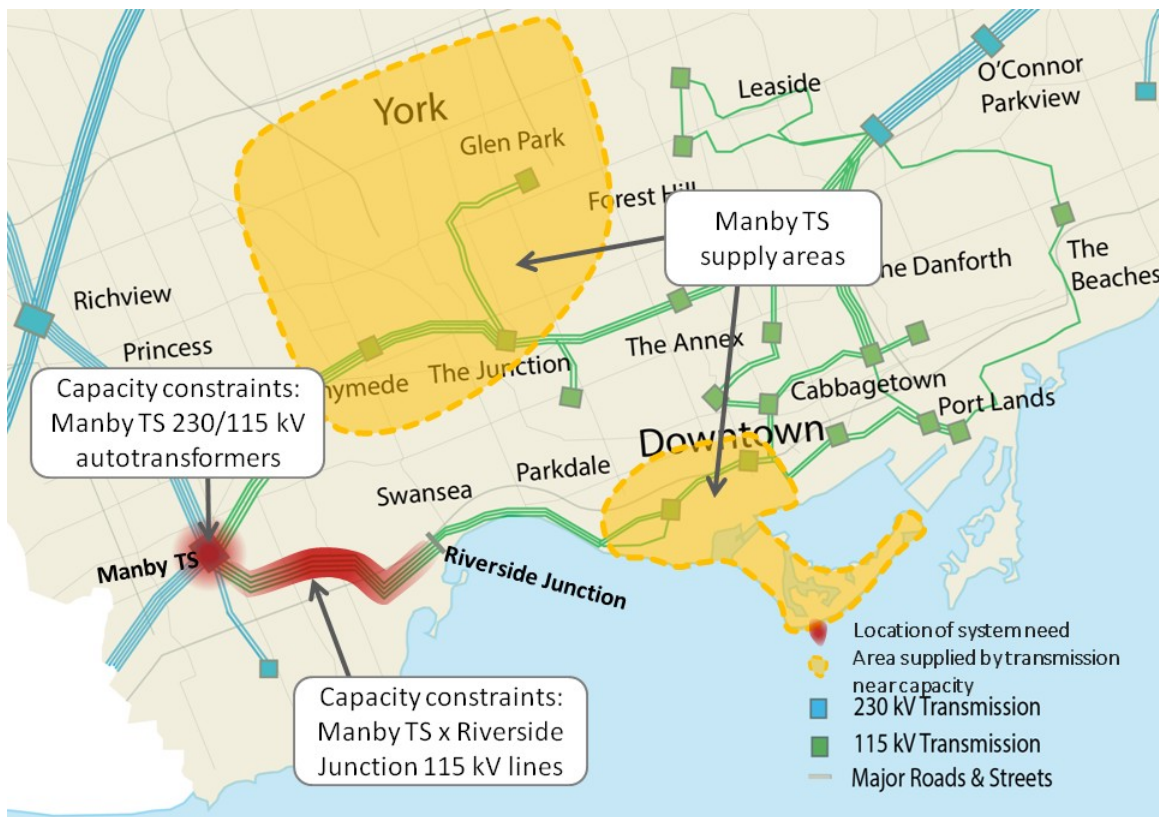 York
Leaside
O'Connor
Parkview
Glen Park
Forest Hill
Manby TS
supply areas
The
Beaches
Danforth
Richview
Princess
The Annex
The Junction
Cabbagetown
Port Lands
Capacity constraints:
Manby TS 230/115 kV
autotransformers
Downtown
Parkdale
Swansea
Manby TS
Riverside Junction
Location of system need
Area supplied by transmission
near capacity
230 kV Transmission
115 kV Transmission
Major Roads & Streets
Capacity constraints:
Manby TS x Riverside
Junction 115 kV lines